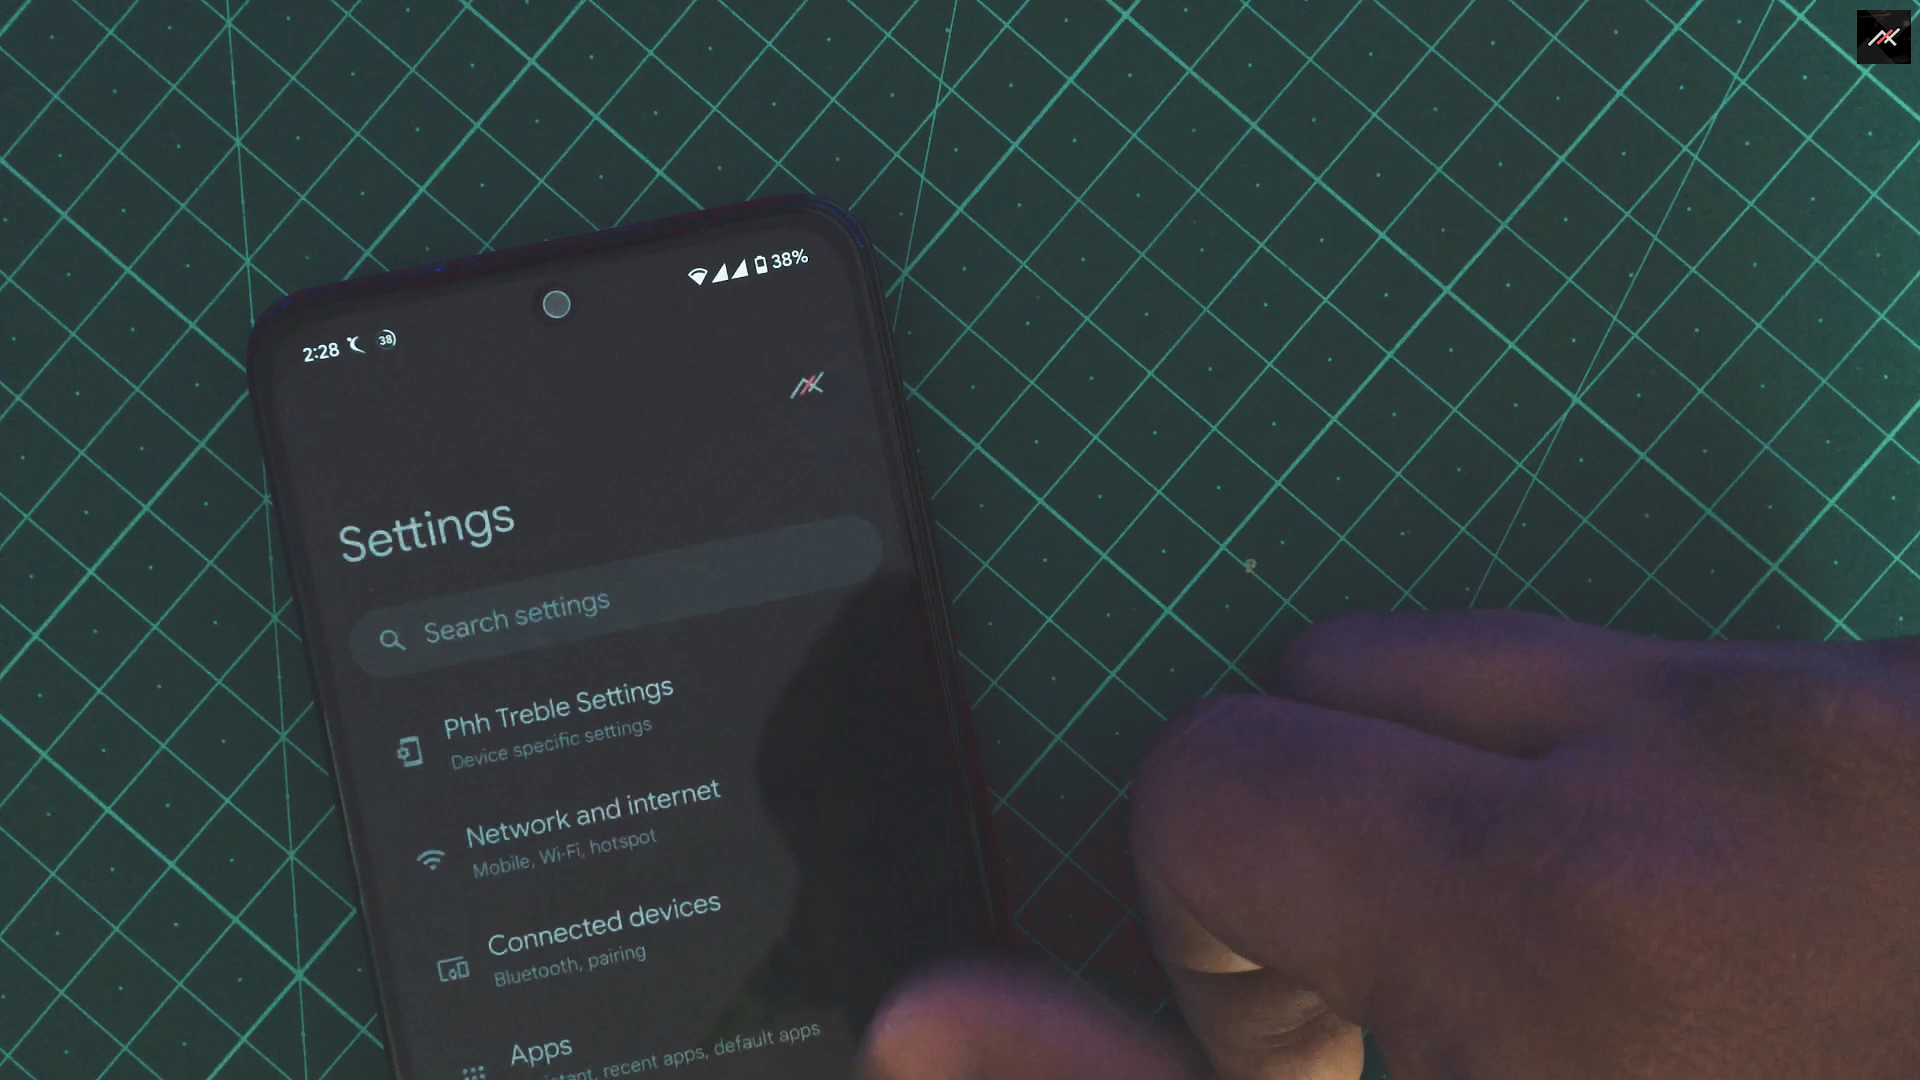 2:28 38 38%
Settings
Search settings
Phh Treble Settings
Device specific settings
Network and internet
Mobile, Wi-Fi, hotspot
Connected devices
Bluetooth, pairing
Apps
recent apps, default apps